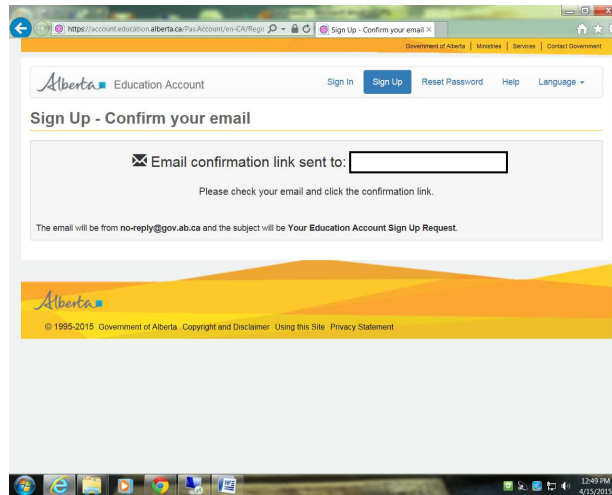 https://account.education.alberta.ca/PasAccount/en-CA/Regi
Sign Up - Confirm your email
Government of Alberta | Ministries | Services | Contact Government
Alberta Education Account
Sign In Sign Up Reset Password Help Language
Sign Up - Confirm your email
Email confirmation link sent to:
Please check your email and click the confirmation link.
The email will be from no-reply@gov.ab.ca and the subject will be Your Education Account Sign Up Request.
Alberta
© 1995-2015 Government of Alberta Copyright and Disclaimer Using this Site Privacy Statement
12:49 PM